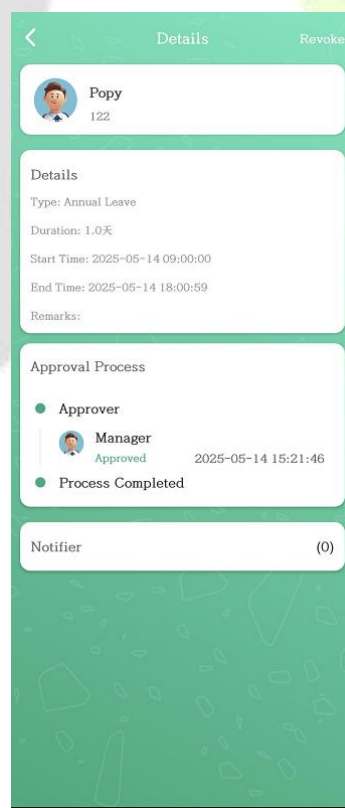 Details
Revoke
Popy
122
Details
Type: Annual Leave
Duration: 1.0天
Start Time: 2025-05-14 09:00:00
End Time: 2025-05-14 18:00:59
Remarks:
Approval Process
Approver
Manager
Approved
2025-05-14 15:21:46
Process Completed
Notifier
(0)